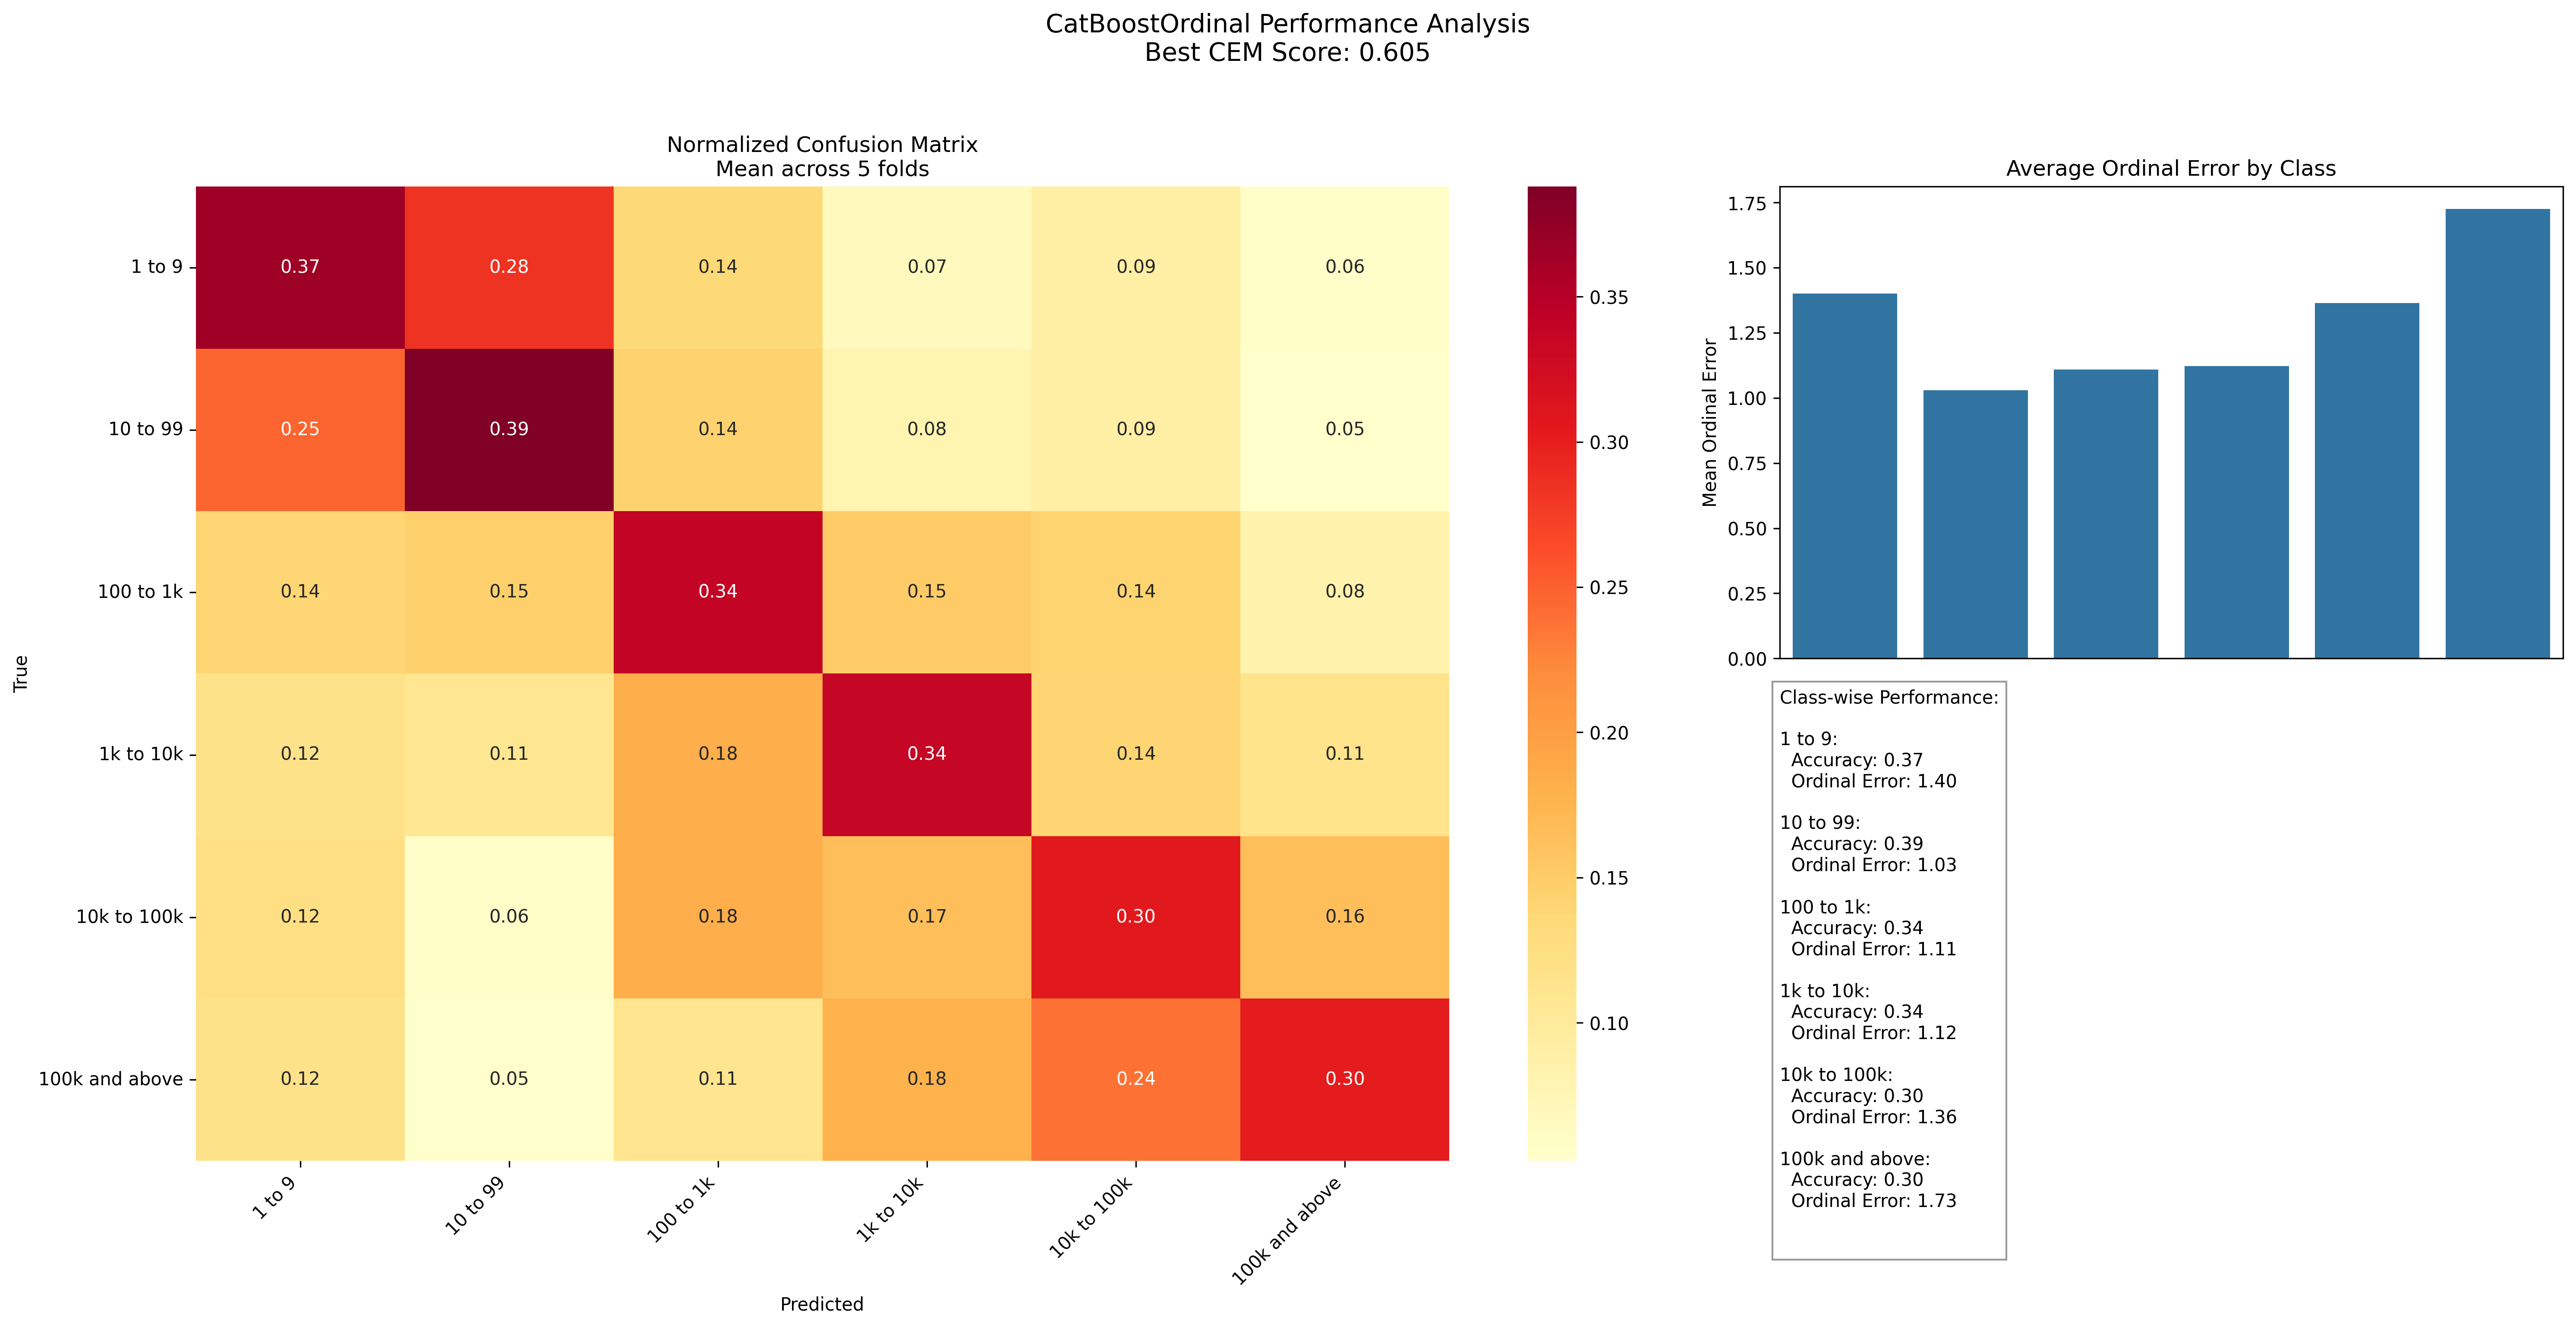 CatBoostOrdinal Performance Analysis
Best CEM Score: 0.605
Normalized Confusion Matrix
Mean across 5 folds
True
1 to 9
0.37 0.28 0.14 0.07 0.09 0.06
10 to 99
0.25 0.39 0.14 0.08 0.09 0.05
100 to 1k
0.14 0.15 0.34 0.15 0.14 0.08
1k to 10k
0.12 0.11 0.18 0.34 0.14 0.11
10k to 100k
0.12 0.06 0.18 0.17 0.30 0.16
100k and above
0.12 0.05 0.11 0.18 0.24 0.30
1 to 9
10 to 99
100 to 1k
1k to 10k
10k to 100k
100k and above
Predicted
0.35
0.30
0.25
0.20
0.15
0.10
Average Ordinal Error by Class
Mean Ordinal Error
1.75
1.50
1.25
1.00
0.75
0.50
0.25
0.00
Class-wise Performance:
1 to 9:
Accuracy: 0.37
Ordinal Error: 1.40
10 to 99:
Accuracy: 0.39
Ordinal Error: 1.03
100 to 1k:
Accuracy: 0.34
Ordinal Error: 1.11
1k to 10k:
Accuracy: 0.34
Ordinal Error: 1.12
10k to 100k:
Accuracy: 0.30
Ordinal Error: 1.36
100k and above:
Accuracy: 0.30
Ordinal Error: 1.73